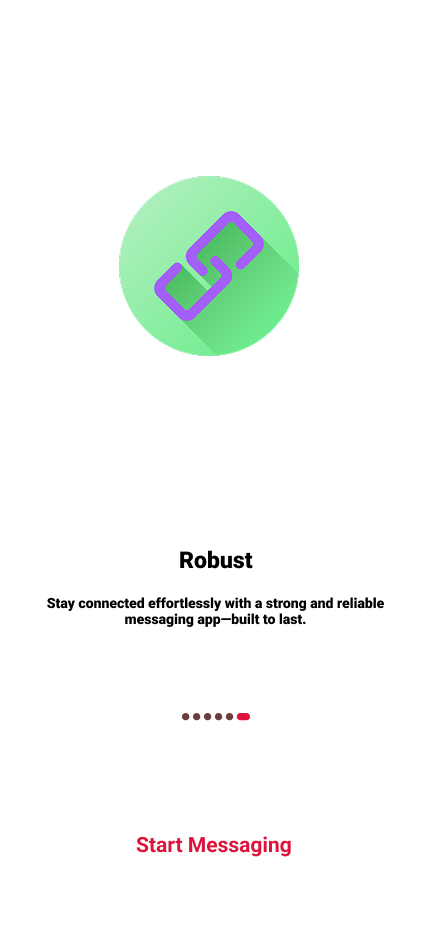 Robust
Stay connected effortlessly with a strong and reliable
messaging app—built to last.
Start Messaging